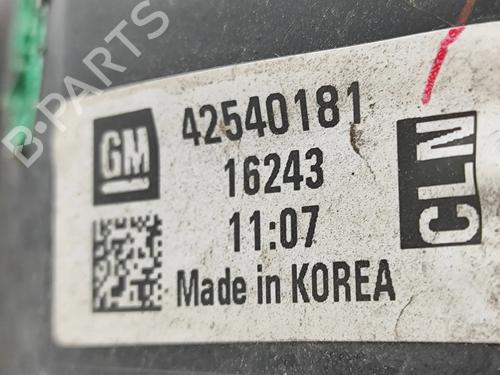 B-PARTS
GM
42540181
16243
11:07
Made in KOREA
CLN